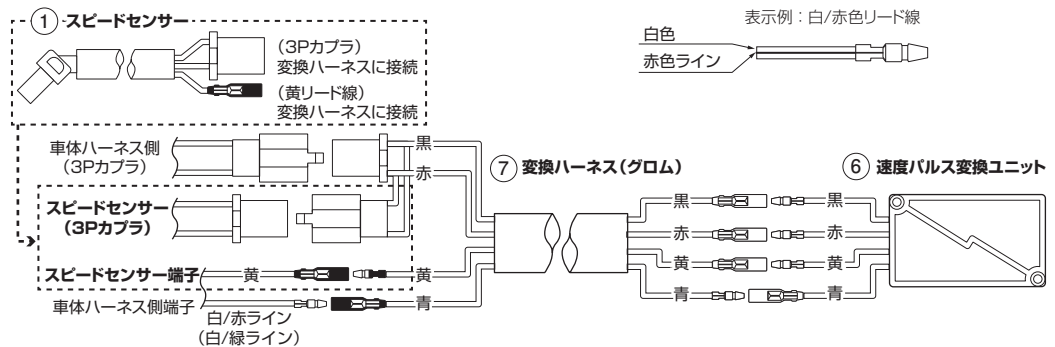 ① スピードセンサー
(3Pカプラ)
変換ハーネスに接続
(黄リード線)
変換ハーネスに接続
表示例：白/赤色リード線
白色
赤色ライン
車体ハーネス側
(3Pカプラ)
黒
赤
スピードセンサー
(3Pカプラ)
スピードセンサー端子
黄
黄
車体ハーネス側端子
青
白/赤ライン
(白/緑ライン)
⑦ 変換ハーネス(グロム)
⑥ 速度パルス変換ユニット
黒 黒
赤 赤
黄 黄
青 青